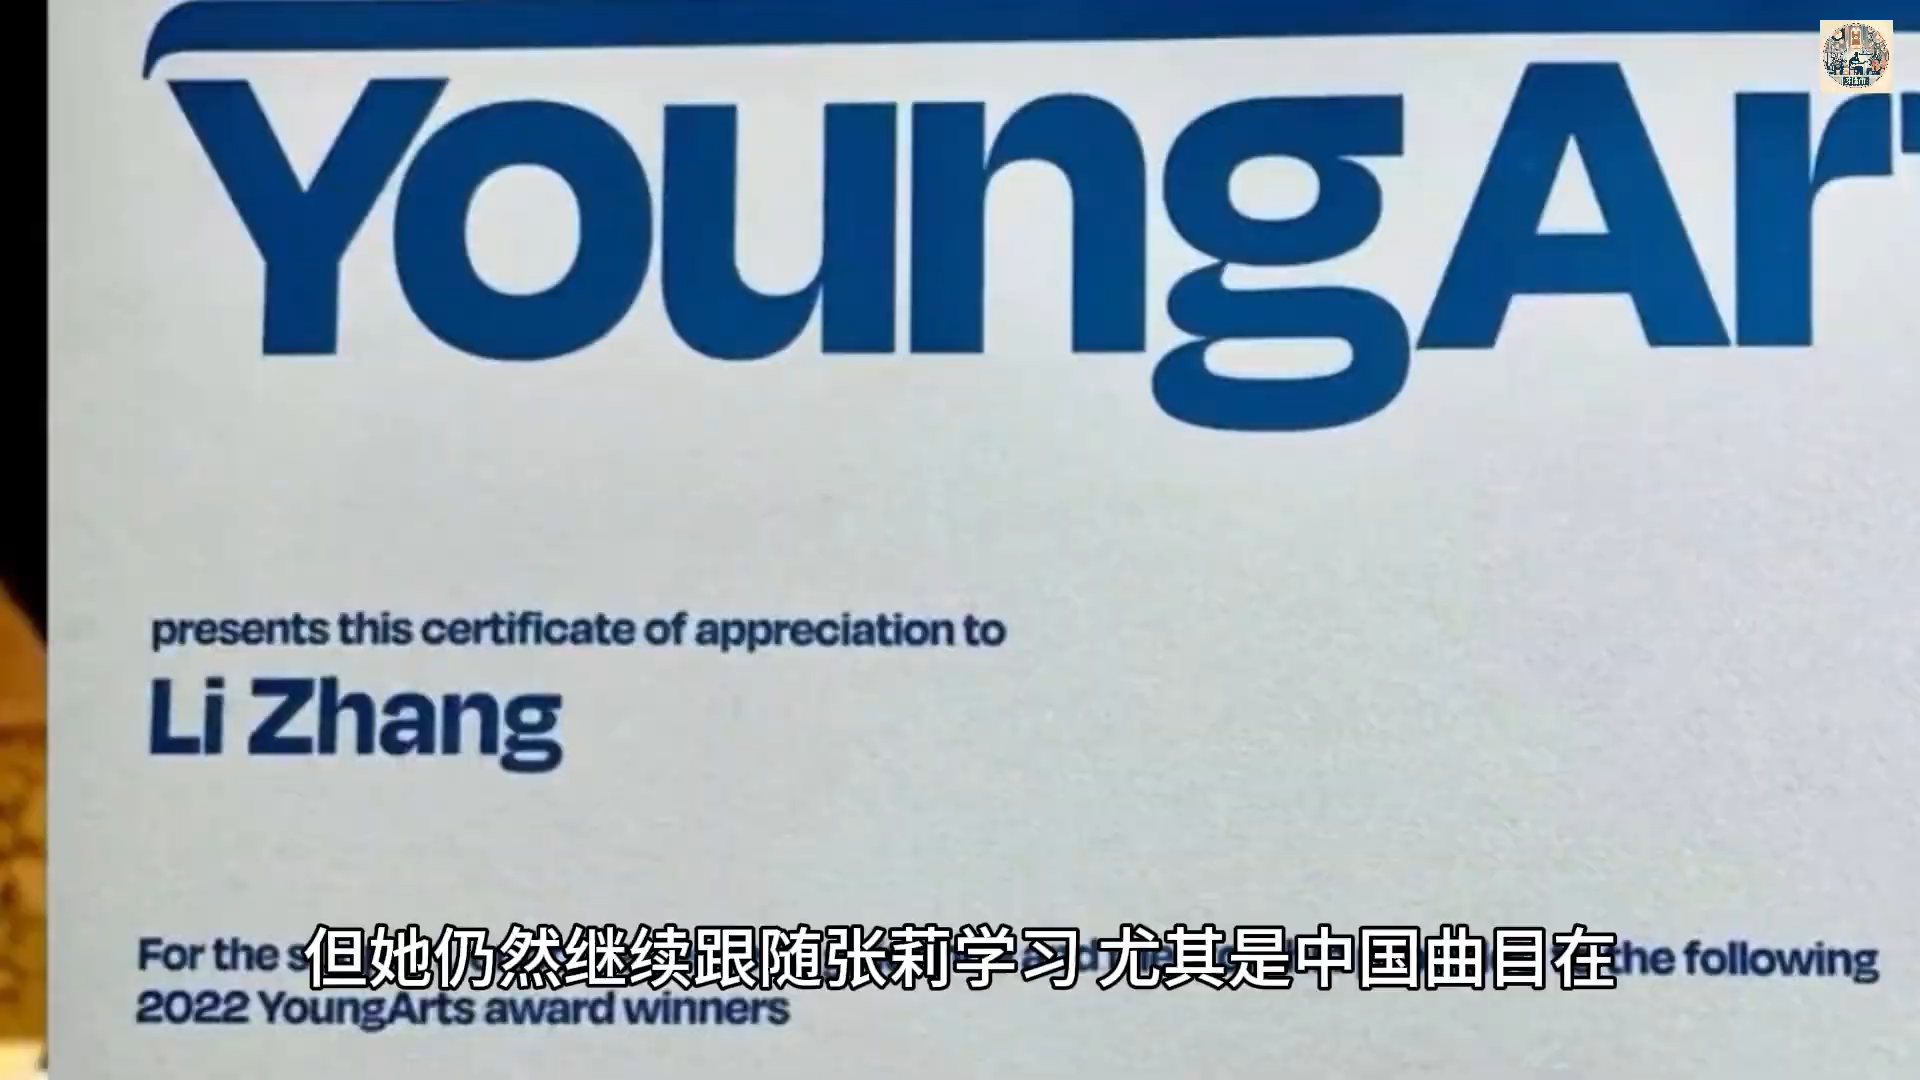 YoungArt
presents this certificate of appreciation to
Li Zhang
For the
the following
但她仍然继续跟随张莉学习 尤其是中国曲目在
2022 YoungArts award winners